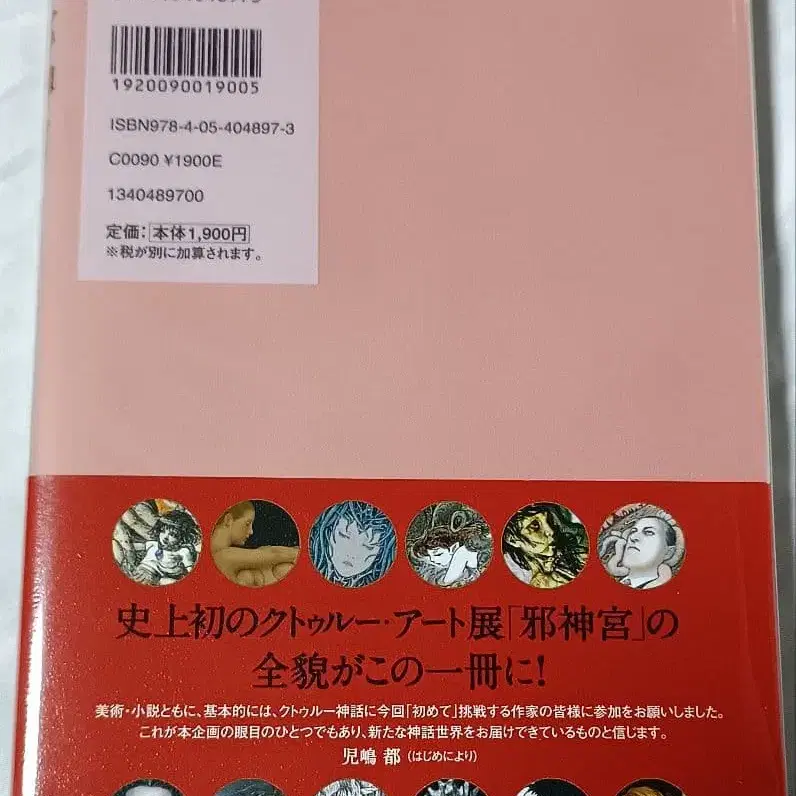 1920090019005
ISBN978-4-05-404897-3
C0090 ¥1900E
1340489700
定価：本体1,900円
※税が別に加算されます。
史上初のクトゥルー・アート展「邪神宮」の
全貌がこの一冊に！
美術・小説ともに、基本的には、クトゥルー神話に今回「初めて」挑戦する作家の皆様に参加をお願いしました。
これが本企画の眼目のひとつでもあり、新たな神話世界をお届けできているものと信じます。
児嶋 都（はじめにより）